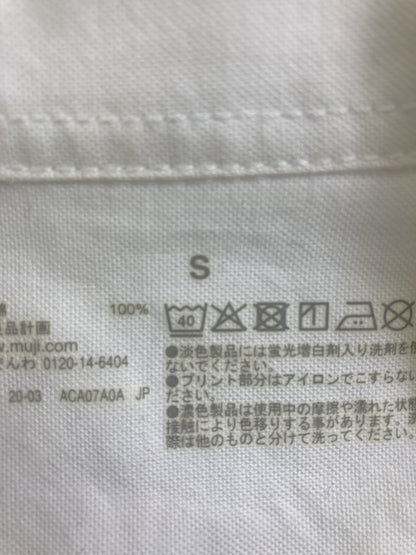 S
綿 100%
良品計画
w.muji.com
でんわ 0120-14-6404
20-03 ACA07A0A JP
40
●淡色製品には蛍光増白剤入り洗剤を使
ないでください。
●プリント部分はアイロンでこすらな
ださい。
●濃色製品は使用中の摩擦や濡れた状態
接触により色移りする事があります。洗
際は他のものと分けて洗ってください。